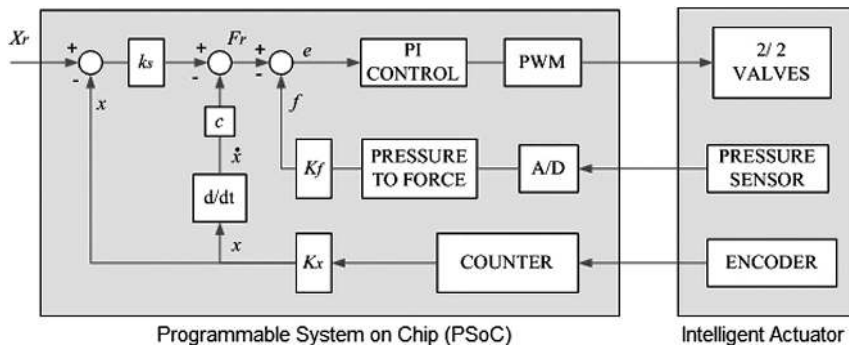 Xr
+
-
x
ks
+
-
Fr
+
-
e
f
PI
CONTROL
PWM
2/ 2
VALVES
c
ẋ
d/dt
x
Kf
PRESSURE
TO FORCE
A/D
PRESSURE
SENSOR
Kx
COUNTER
ENCODER
Programmable System on Chip (PSoC)
Intelligent Actuator